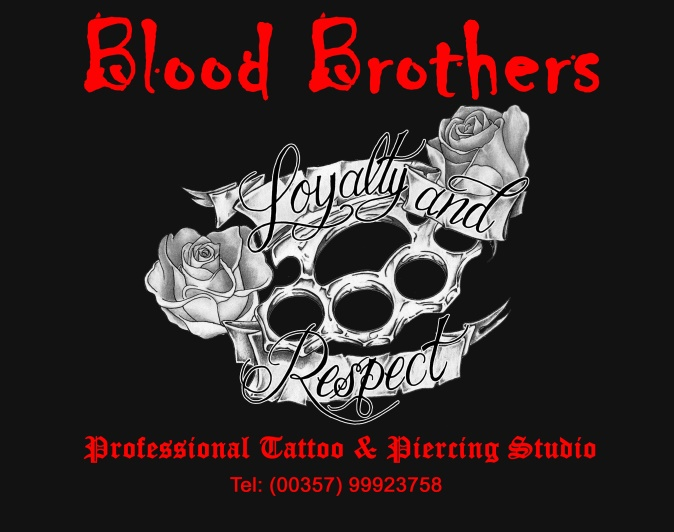 Blood Brothers
Loyalty and
Respect
Professional Tattoo & Piercing Studio
Tel: (00357) 99923758